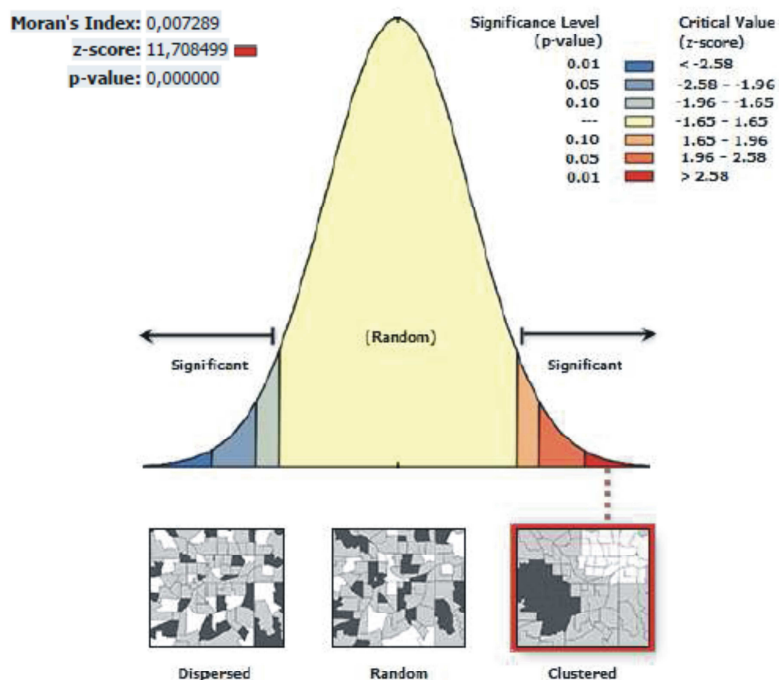 Moran's Index: 0,007289
z-score: 11,708499
p-value: 0,000000
Significance Level
(p-value)
0.01
0.05
0.10
---
0.10
0.05
0.01
Critical Value
(z-score)
< -2.58
-2.58 - -1.96
-1.96 - -1.65
-1.65 - 1.65
1.65 - 1.96
1.96 - 2.58
> 2.58
(Random)
Significant
Significant
Dispersed
Random
Clustered